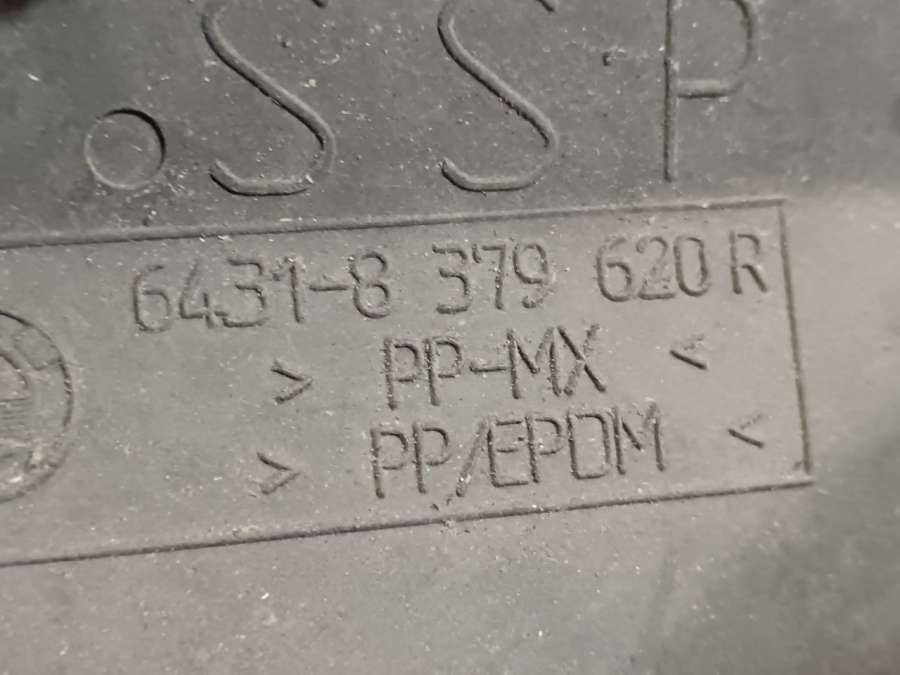 .SSP
6431-8 379 620 R
> PP-MX <
> PP/EPDM <